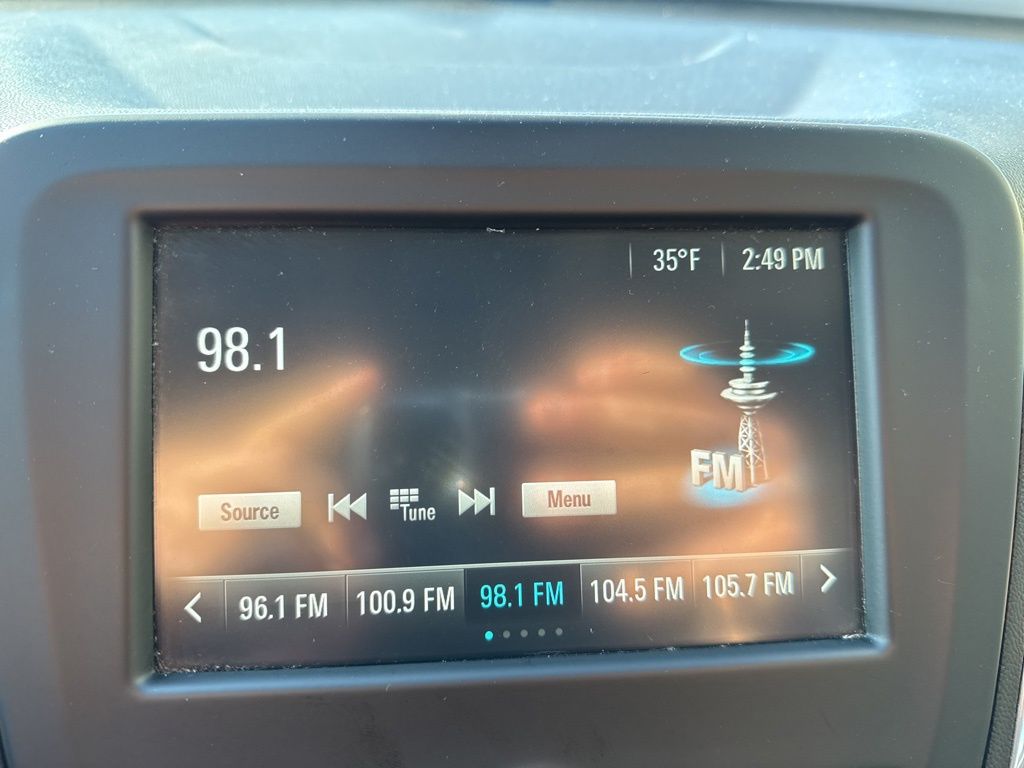 35°F 2:49 PM
98.1
FM
Source Tune Menu
96.1 FM 100.9 FM 98.1 FM 104.5 FM 105.7 FM